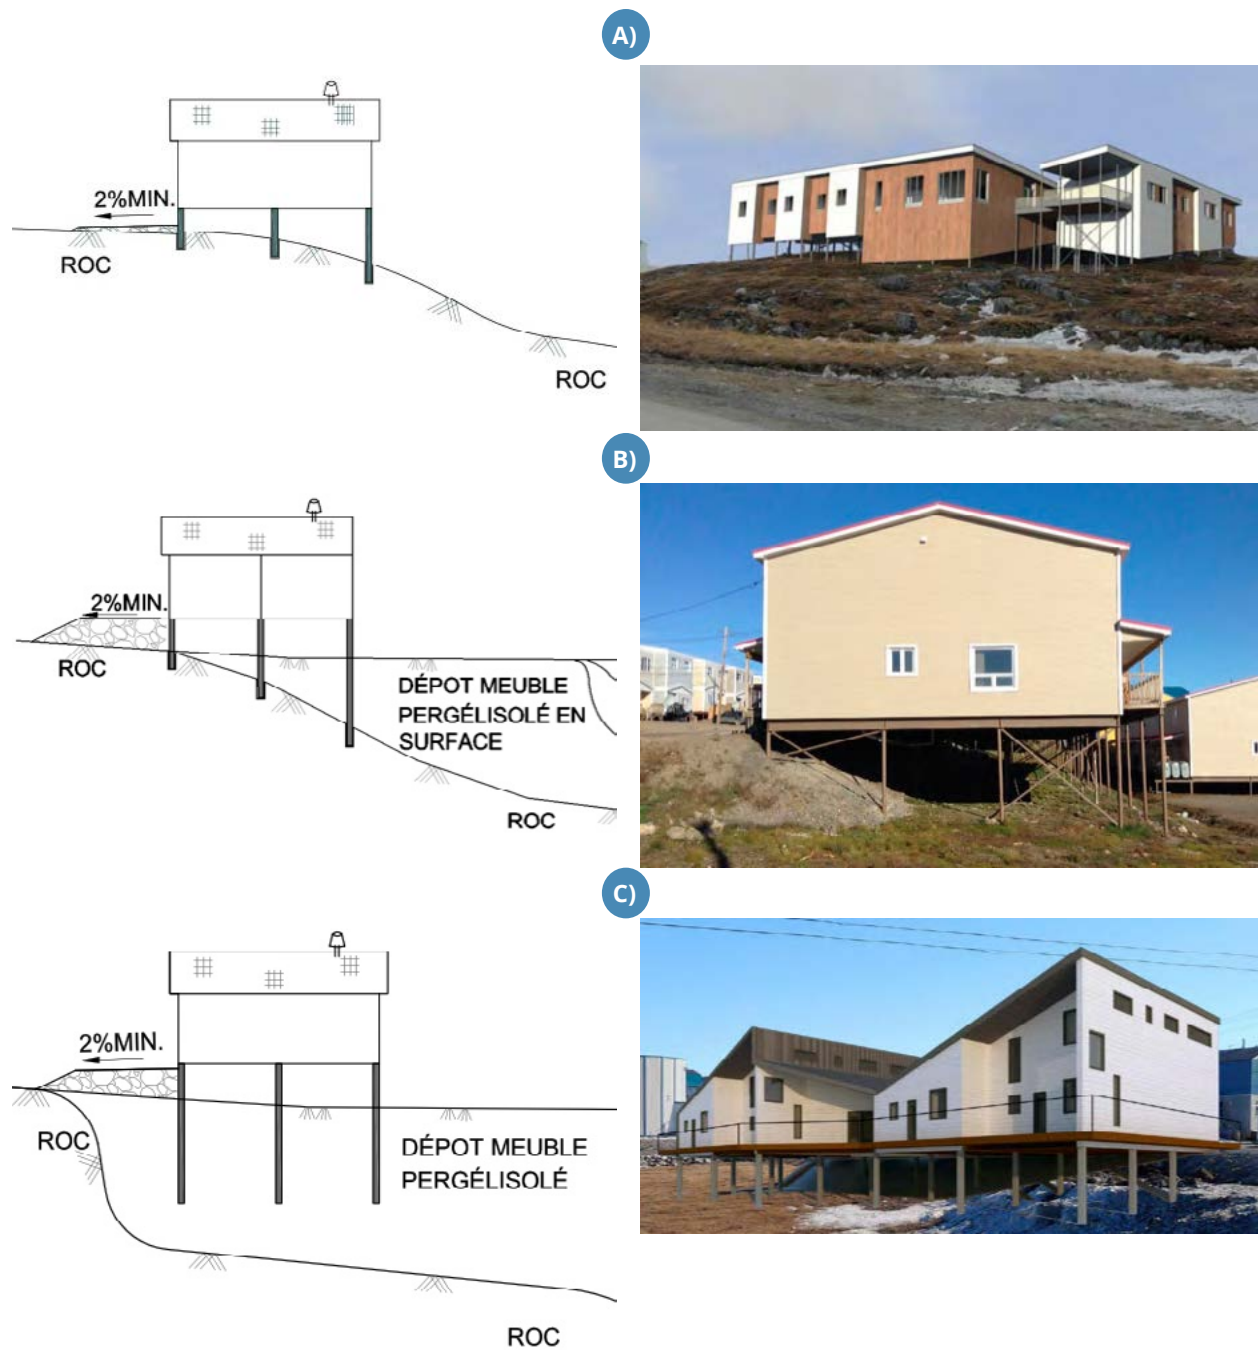 A)
2%MIN.
ROC
ROC
B)
2%MIN.
ROC
DÉPOT MEUBLE
PERGÉLISOLÉ EN
SURFACE
ROC
C)
2%MIN.
ROC
DÉPOT MEUBLE
PERGÉLISOLÉ
ROC